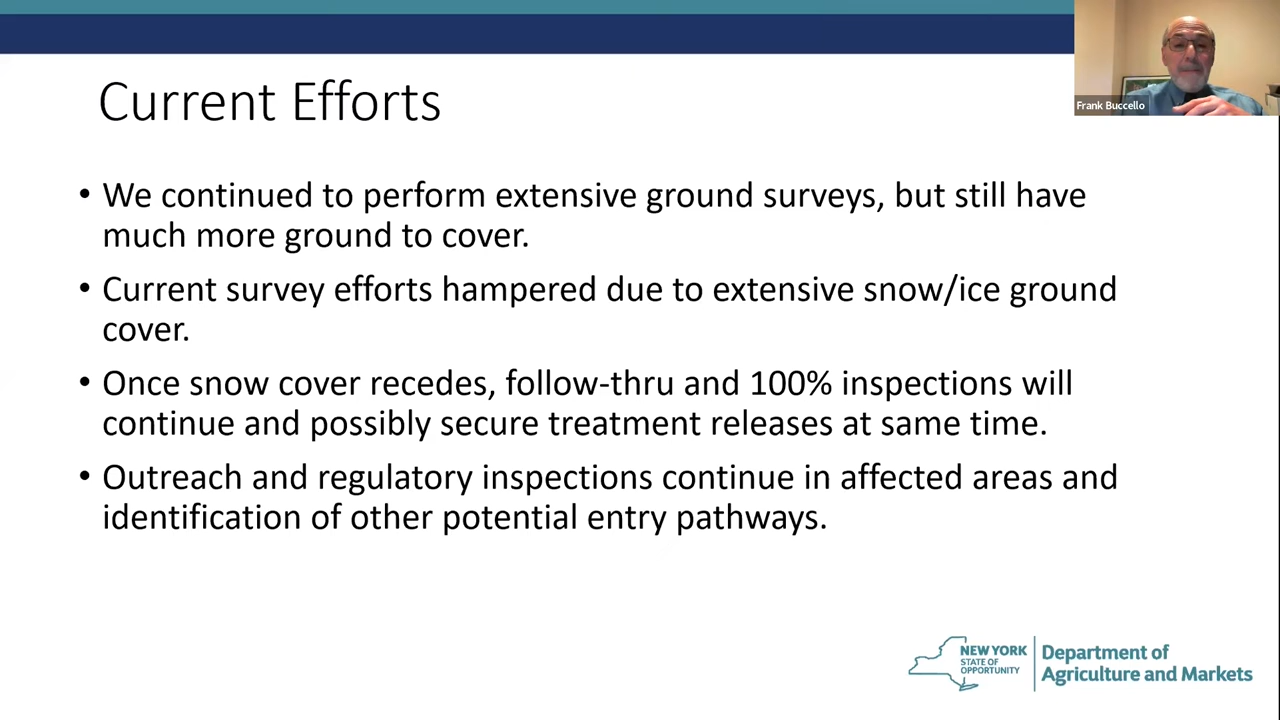 Frank Buccello
Current Efforts
• We continued to perform extensive ground surveys, but still have
much more ground to cover.
• Current survey efforts hampered due to extensive snow/ice ground
cover.
• Once snow cover recedes, follow-thru and 100% inspections will
continue and possibly secure treatment releases at same time.
• Outreach and regulatory inspections continue in affected areas and
identification of other potential entry pathways.
NEW YORK
STATE OF
OPPORTUNITY
Department of
Agriculture and Markets